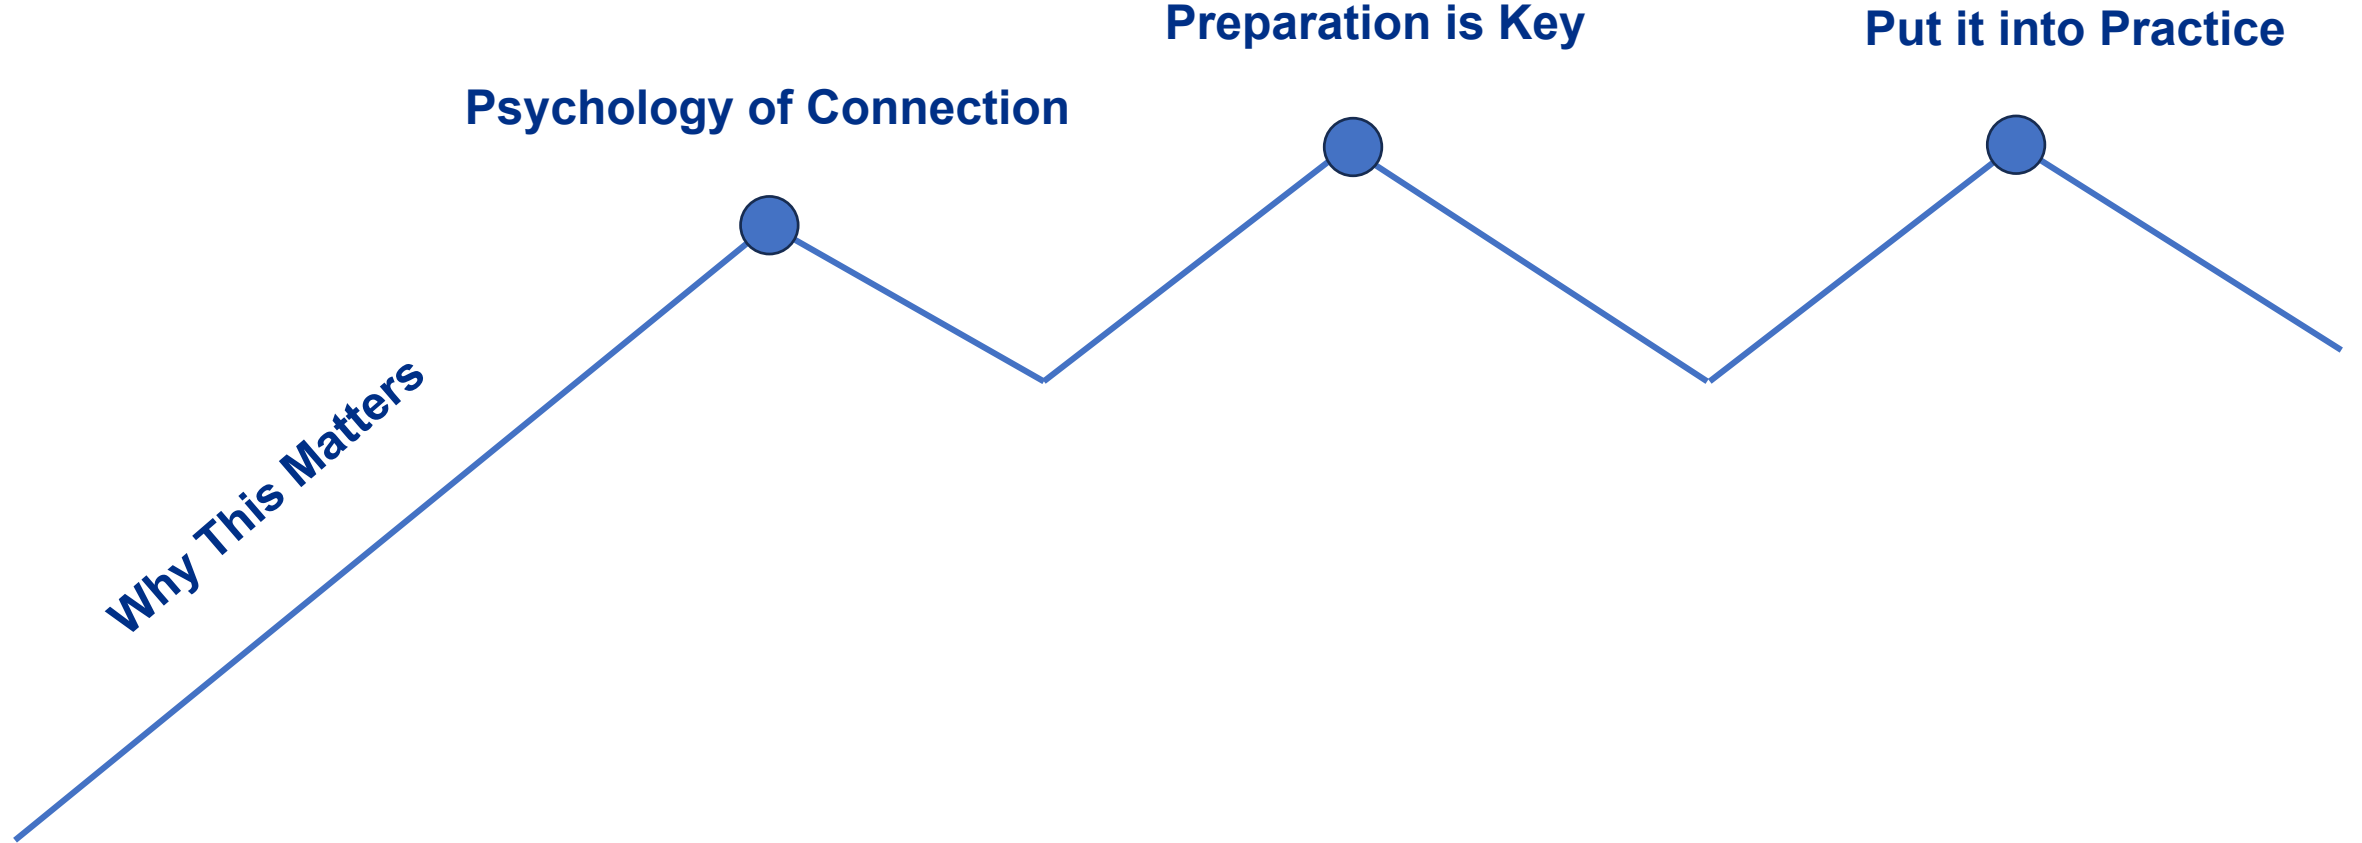 Why This Matters
Psychology of Connection
Preparation is Key
Put it into Practice